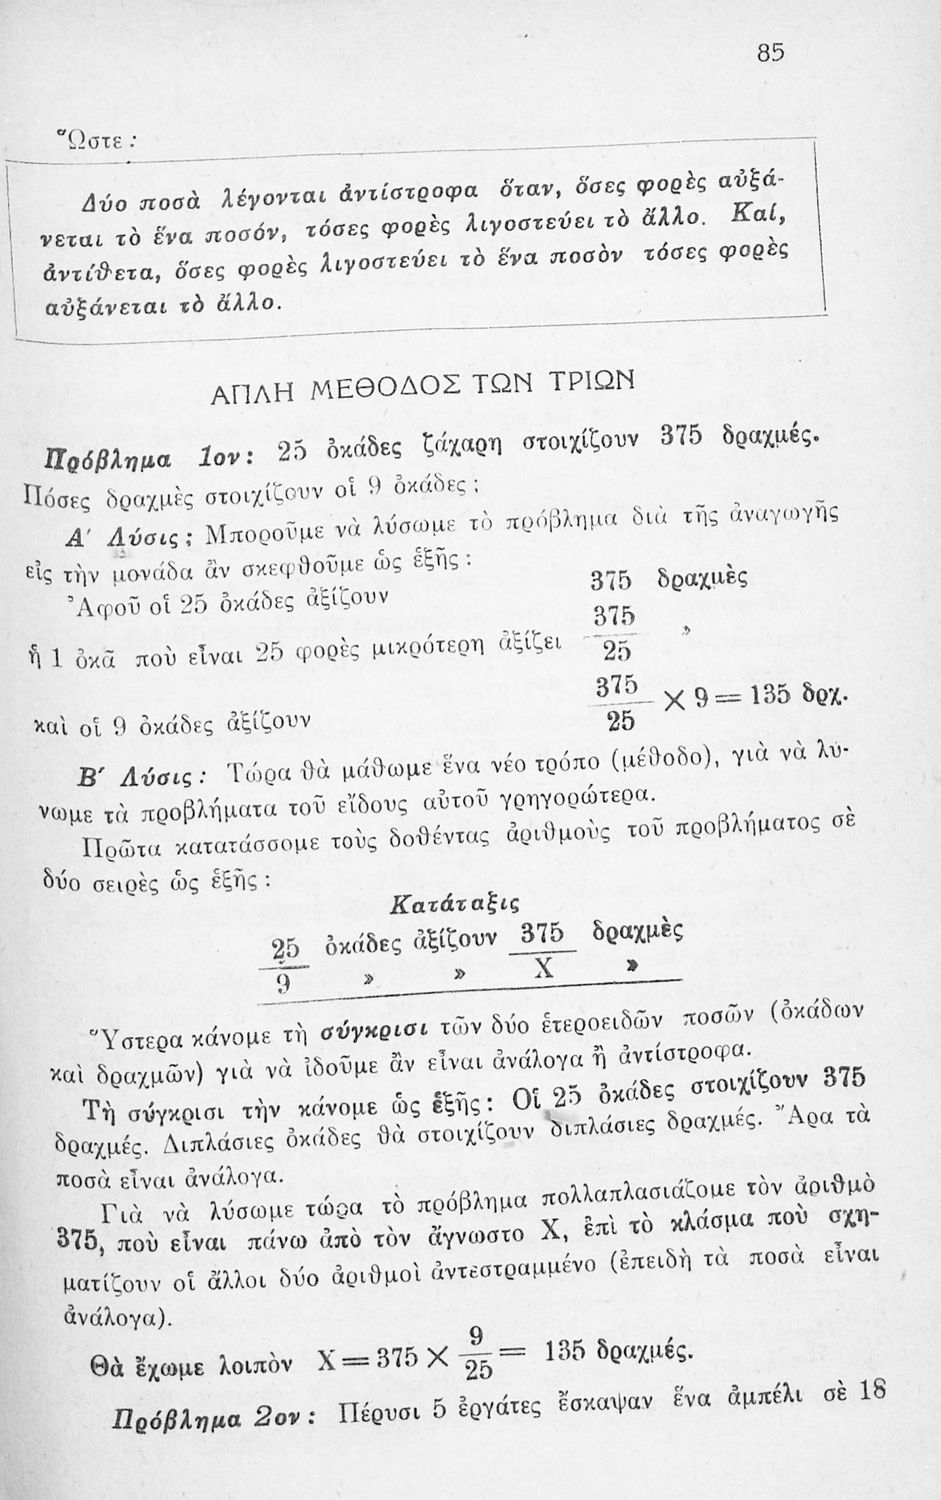 85
Ὥστε :
Δύο ποσὰ λέγονται ἀντίστροφα ὅταν, ὅσες φορὲς αὐξά-
νεται τὸ ἕνα ποσόν, τόσες φορὲς λιγοστεύει τὸ ἄλλο. Καί,
ἀντίθετα, ὅσες φορὲς λιγοστεύει τὸ ἕνα ποσὸν τόσες φορὲς
αὐξάνεται τὸ ἄλλο.
ΑΠΛΗ ΜΕΘΟΔΟΣ ΤΩΝ ΤΡΙΩΝ
Πρόβλημα 1ον : 25 ὀκάδες ζάχαρη στοιχίζουν 375 δραχμές.
Πόσες δραχμὲς στοιχίζουν οἱ 9 ὀκάδες ;
Α′ Λύσις ; Μποροῦμε νὰ λύσωμε τὸ πρόβλημα διὰ τῆς ἀναγωγῆς
εἰς τὴν μονάδα ἂν σκεφθοῦμε ὡς ἑξῆς :
Ἀφοῦ οἱ 25 ὀκάδες ἀξίζουν 375 δραχμὲς
ἡ 1 ὀκᾶ ποὺ εἶναι 25 φορὲς μικρότερη ἀξίζει 375/25 »
καὶ οἱ 9 ὀκάδες ἀξίζουν 375/25 × 9 = 135 δρχ.
Β′ Λύσις : Τώρα θὰ μάθωμε ἕνα νέο τρόπο (μέθοδο), γιὰ νὰ λύ-
νωμε τὰ προβλήματα τοῦ εἴδους αὐτοῦ γρηγορώτερα.
Πρῶτα κατατάσσομε τοὺς δοθέντας ἀριθμοὺς τοῦ προβλήματος σὲ
δύο σειρὲς ὡς ἑξῆς :
Κατάταξις
25 ὀκάδες ἀξίζουν 375 δραχμὲς
9 » » Χ »
Ὕστερα κάνομε τὴ σύγκρισι τῶν δύο ἑτεροειδῶν ποσῶν (ὀκάδων
καὶ δραχμῶν) γιὰ νὰ ἰδοῦμε ἂν εἶναι ἀνάλογα ἢ ἀντίστροφα.
Τὴ σύγκρισι τὴν κάνομε ὡς ἑξῆς : Οἱ 25 ὀκάδες στοιχίζουν 375
δραχμές. Διπλάσιες ὀκάδες θὰ στοιχίζουν διπλάσιες δραχμές. Ἄρα τὰ
ποσὰ εἶναι ἀνάλογα.
Γιὰ νὰ λύσωμε τώρα τὸ πρόβλημα πολλαπλασιάζομε τὸν ἀριθμὸ
375, ποὺ εἶναι πάνω ἀπὸ τὸν ἄγνωστο Χ, ἐπὶ τὸ κλάσμα ποὺ σχη-
ματίζουν οἱ ἄλλοι δύο ἀριθμοὶ ἀντεστραμμένο (ἐπειδὴ τὰ ποσὰ εἶναι
ἀνάλογα).
Θὰ ἔχωμε λοιπὸν Χ = 375 × 9/25 = 135 δραχμές.
Πρόβλημα 2ον : Πέρυσι 5 ἐργάτες ἔσκαψαν ἕνα ἀμπέλι σὲ 18